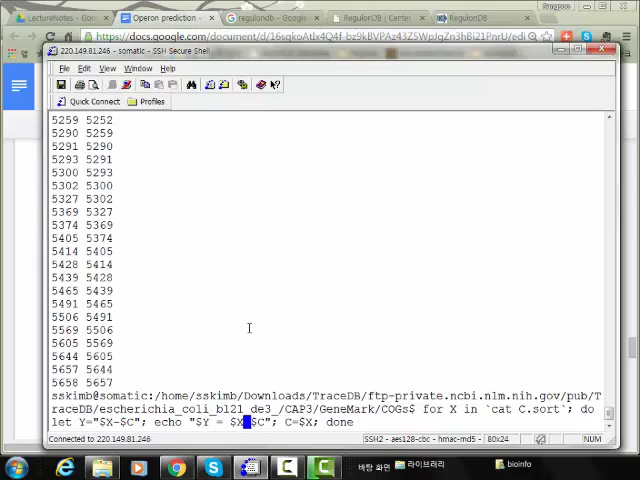 Sangsoo
LectureNotes - Google
Operon prediction -
regulondb - Google
RegulonDB | Center
RegulonDB
https://docs.google.com/document/d/
220.149.81.246 - somatic - SSH Secure Shell
File Edit View Window Help
Quick Connect Profiles
5259 5252
5290 5259
5291 5290
5293 5291
5300 5293
5302 5300
5327 5302
5369 5327
5374 5369
5405 5374
5414 5405
5428 5414
5439 5428
5465 5439
5491 5465
5506 5491
5569 5506
5605 5569
5644 5605
5657 5644
5658 5657
sskimb@somatic:/home/sskimb/Downloads/TraceDB/ftp-private.ncbi.nlm.nih.gov/pub/T
raceDB/escherichia_coli_bl21_de3_/CAP3/GeneMark/COGs$ for X in `cat C.sort`; do
let Y="$X-$C"; echo "$Y = $X $C"; C=$X; done
Connected to 220.149.81.246
SSH2 - aes128-cbc - hmac-md5 -
80x24
NUM
바탕 화면
라이브러리
bioinfo